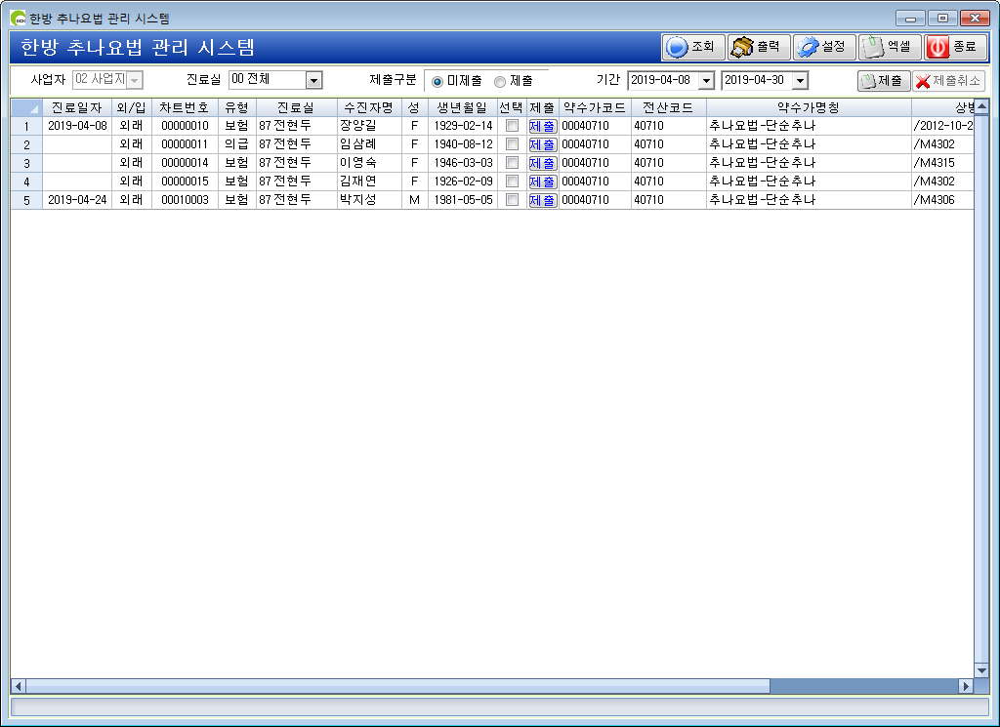 한방 추나요법 관리 시스템
한방 추나요법 관리 시스템 조회 출력 설정 엑셀 종료
사업자 02 사업지 진료실 00 전체 제출구분 미제출 제출 기간 2019-04-08 2019-04-30 제출 제출취소
진료일자 외/입 차트번호 유형 진료실 수진자명 성 생년월일 선택 제출 약수가코드 전산코드 약수가명칭 상병
1 2019-04-08 외래 00000010 보험 87 전현두 장양길 F 1929-02-14 제출 00040710 40710 추나요법-단순추나 /2012-10-2
2 외래 00000011 의급 87 전현두 임삼례 F 1940-08-12 제출 00040710 40710 추나요법-단순추나 /M4302
3 외래 00000014 보험 87 전현두 이영숙 F 1946-03-03 제출 00040710 40710 추나요법-단순추나 /M4315
4 외래 00000015 보험 87 전현두 김재연 F 1926-02-09 제출 00040710 40710 추나요법-단순추나 /M4302
5 2019-04-24 외래 00010003 보험 87 전현두 박지성 M 1981-05-05 제출 00040710 40710 추나요법-단순추나 /M4306